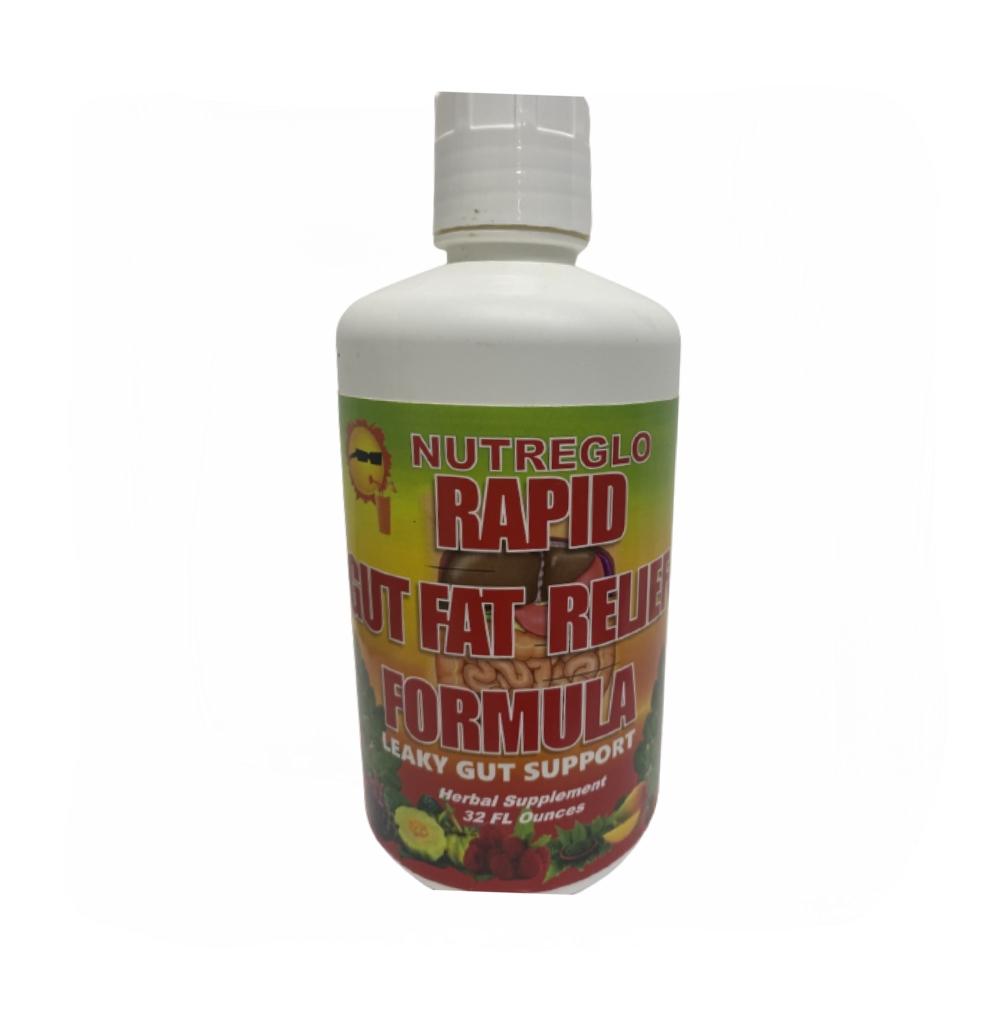 NUTREGLO
RAPID
GUT FAT RELIEF
FORMULA
LEAKY GUT SUPPORT
Herbal Supplement
32 FL Ounces